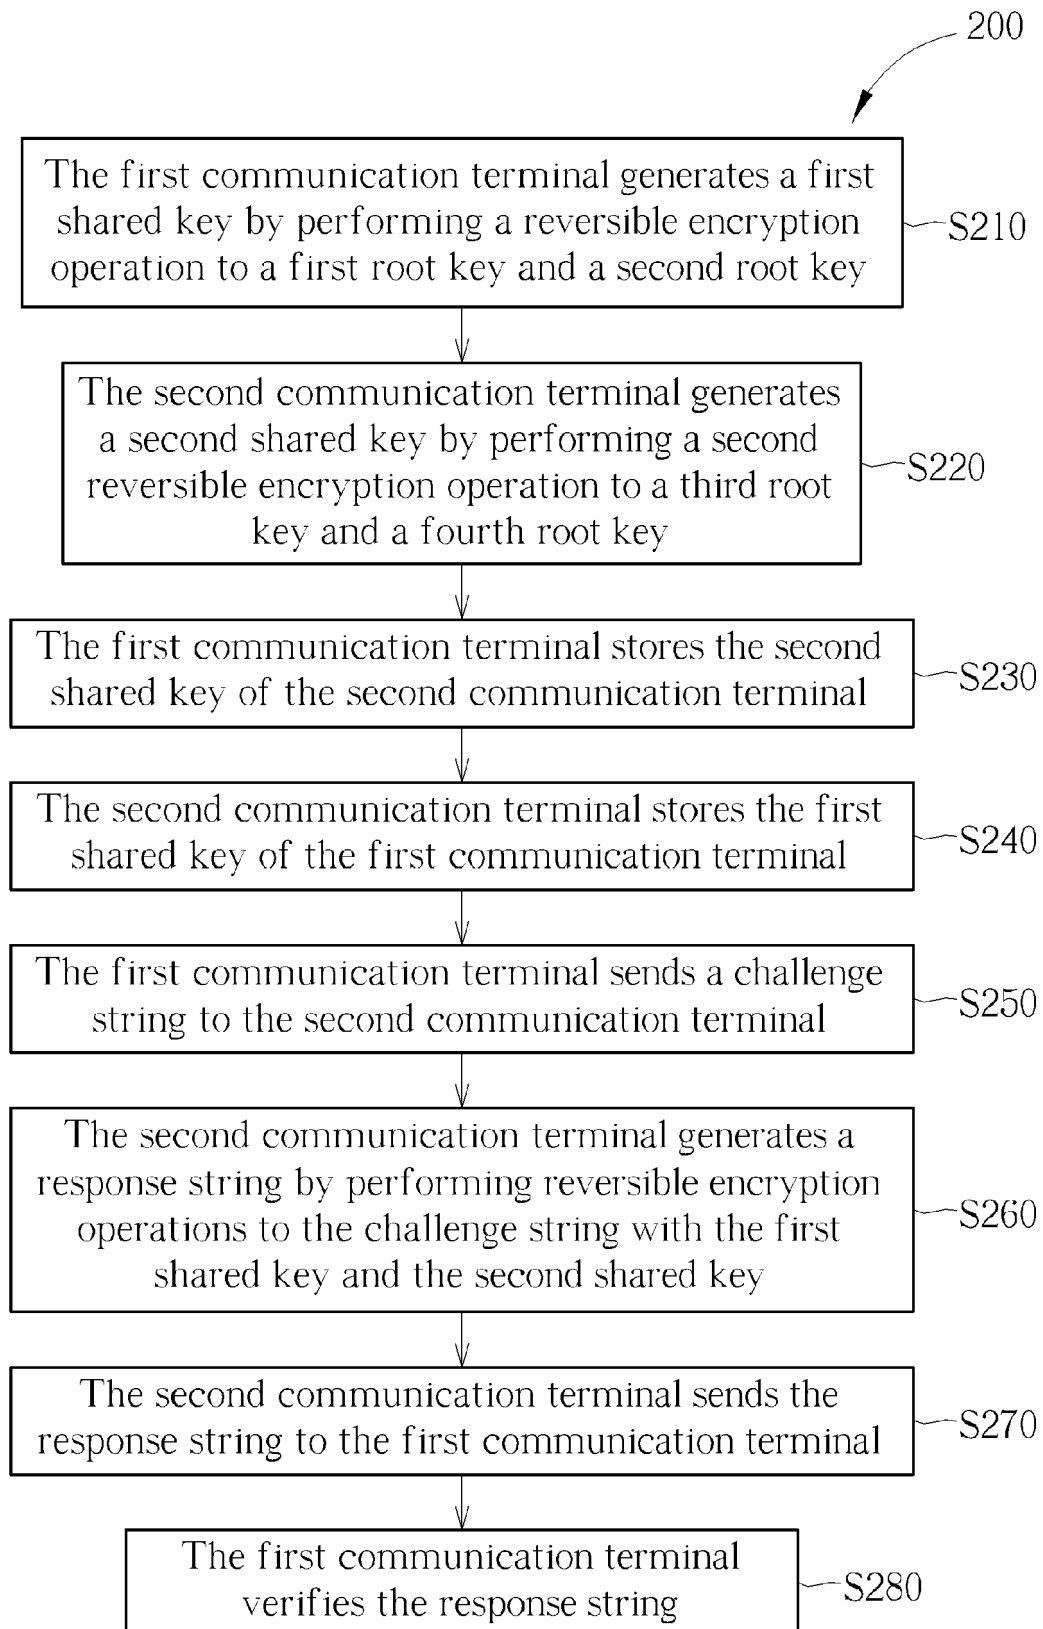 200
The first communication terminal generates a first
shared key by performing a reversible encryption
operation to a first root key and a second root key
S210
The second communication terminal generates
a second shared key by performing a second
reversible encryption operation to a third root
key and a fourth root key
S220
The first communication terminal stores the second
shared key of the second communication terminal
S230
The second communication terminal stores the first
shared key of the first communication terminal
S240
The first communication terminal sends a challenge
string to the second communication terminal
S250
The second communication terminal generates a
response string by performing reversible encryption
operations to the challenge string with the first
shared key and the second shared key
S260
The second communication terminal sends the
response string to the first communication terminal
S270
The first communication terminal
verifies the response string
S280